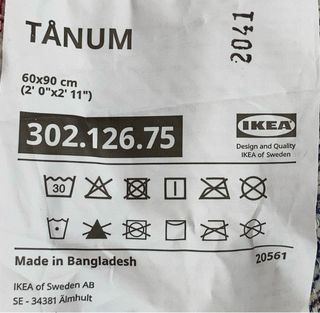 TÅNUM
2041
60x90 cm
(2' 0"x2' 11")
302.126.75
IKEA
Design and Quality
IKEA of Sweden
30
Made in Bangladesh
20561
IKEA of Sweden AB
SE - 34381 Älmhult